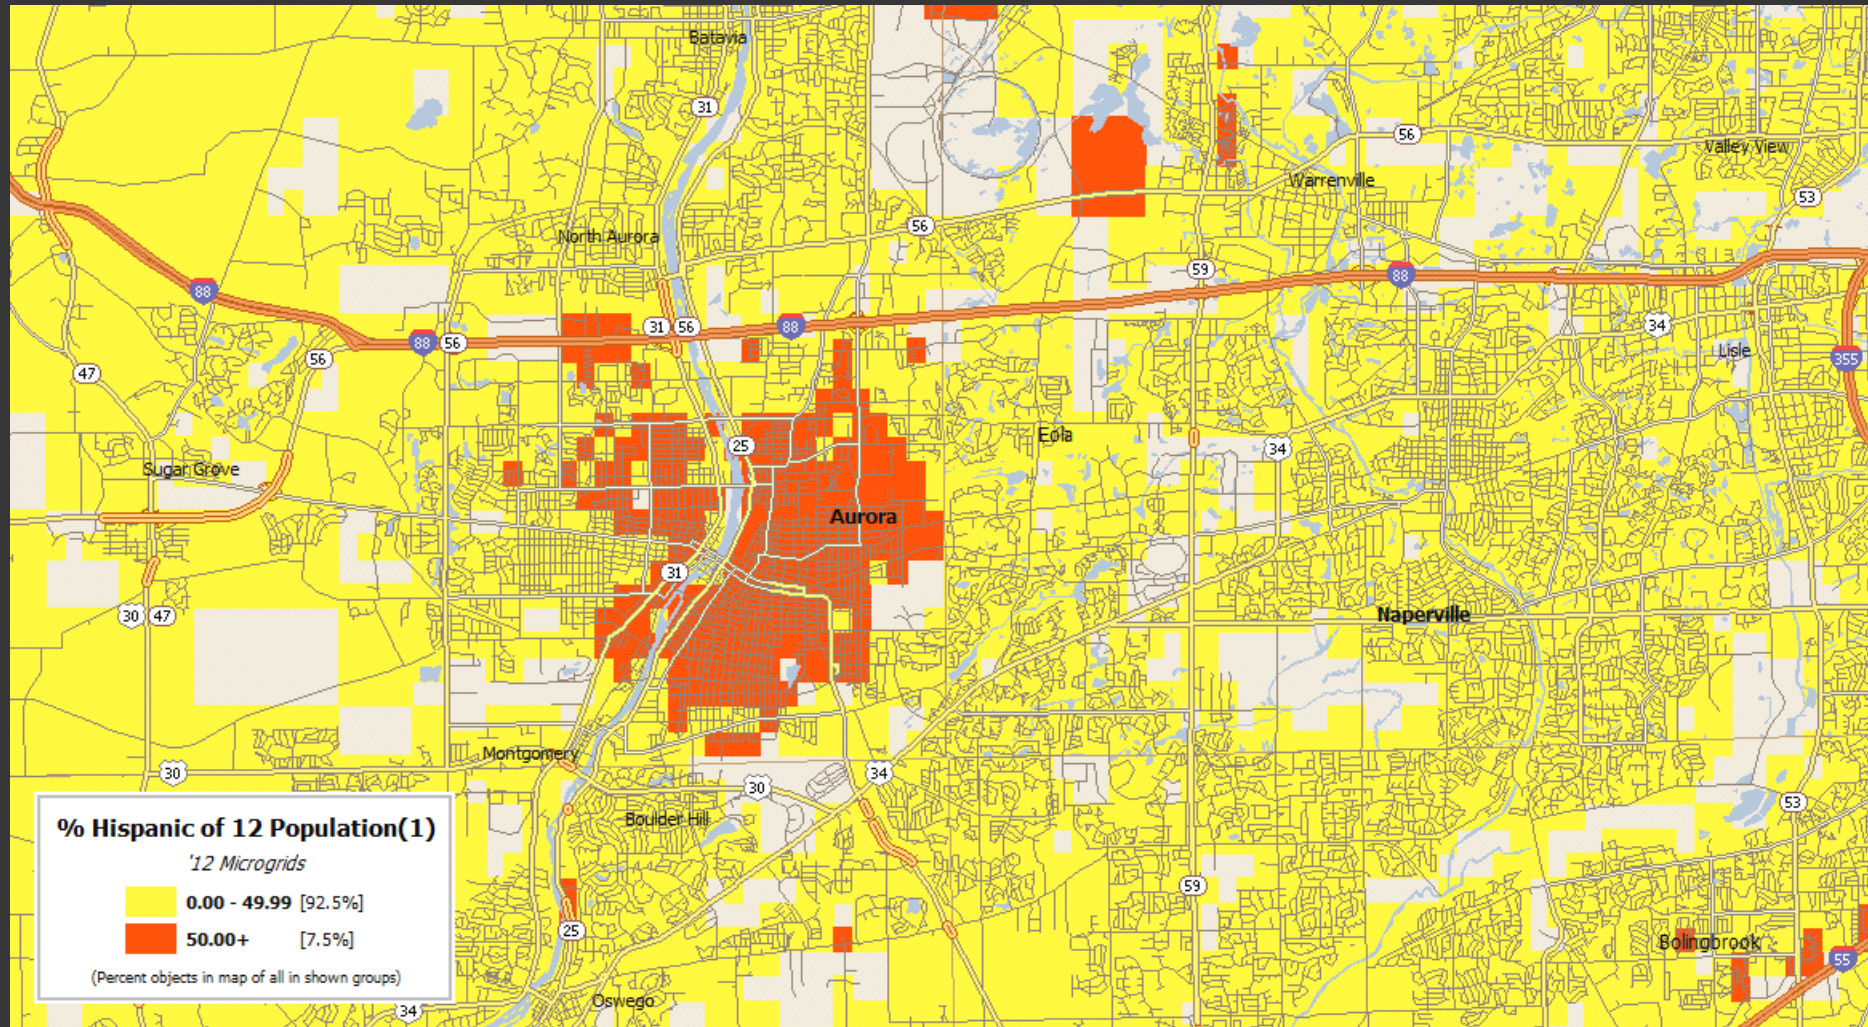 Batavia
31
56
Valley View
Warrenville
53
North Aurora
56
59
88
88
31
56
88
34
88
56
56
Lisle
355
47
25
Eola
34
Sugar Grove
Aurora
31
30
47
Naperville
Montgomery
30
34
30
53
Boulder Hill
59
25
Bolingbrook
55
Oswego
34
% Hispanic of 12 Population(1)
'12 Microgrids
0.00 - 49.99 [92.5%]
50.00+ [7.5%]
(Percent objects in map of all in shown groups)